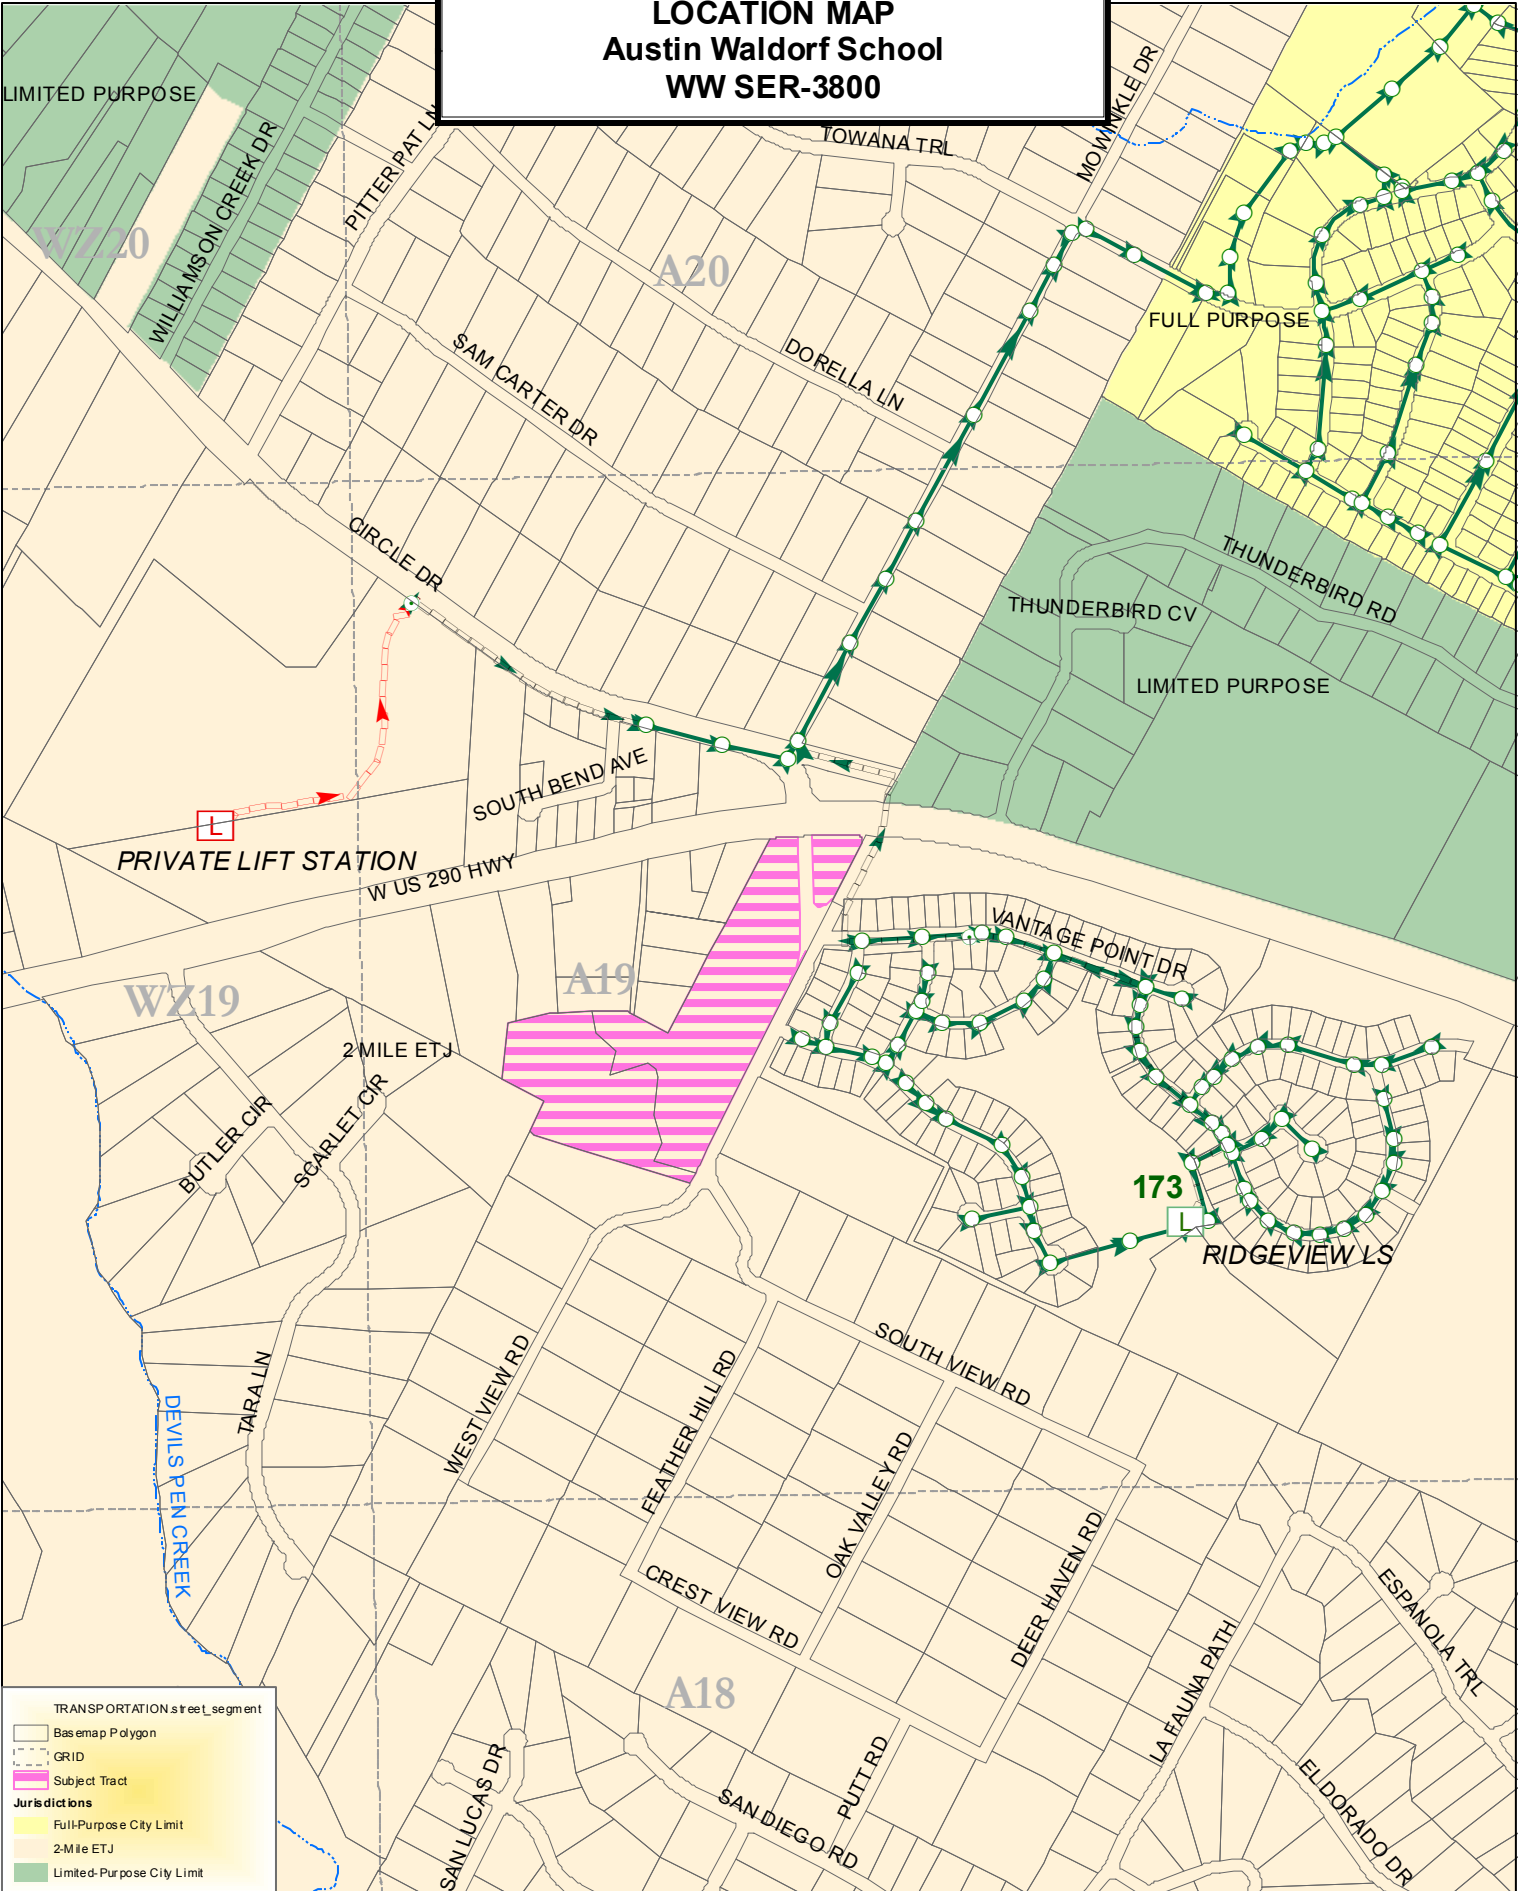 LOCATION MAP
Austin Waldorf School
WW SER-3800
LIMITED PURPOSE
WILLIAMSON CREEK DR
PITTER PAT LN
TOWANA TRL
MOWINKLE DR
WZ20
A20
FULL PURPOSE
SAM CARTER DR
DORELLA LN
CIRCLE DR
THUNDERBIRD RD
THUNDERBIRD CV
LIMITED PURPOSE
SOUTH BEND AVE
L
PRIVATE LIFT STATION
W US 290 HWY
VANTAGE POINT DR
A19
WZ19
2 MILE ETJ
BUTLER CIR
SCARLET CIR
173
L
RIDGEVIEW LS
SOUTH VIEW RD
TARA LN
WEST VIEW RD
FEATHER HILL RD
OAK VALLEY RD
DEVILS PEN CREEK
DEER HAVEN RD
CREST VIEW RD
ESPANOLA TRL
LA FAUNA PATH
A18
PUTT RD
SAN LUCAS DR
SAN DIEGO RD
EL DORADO DR
TRANSPORTATION.street_segment
Basemap Polygon
GRID
Subject Tract
Jurisdictions
Full-Purpose City Limit
2-Mile ETJ
Limited-Purpose City Limit